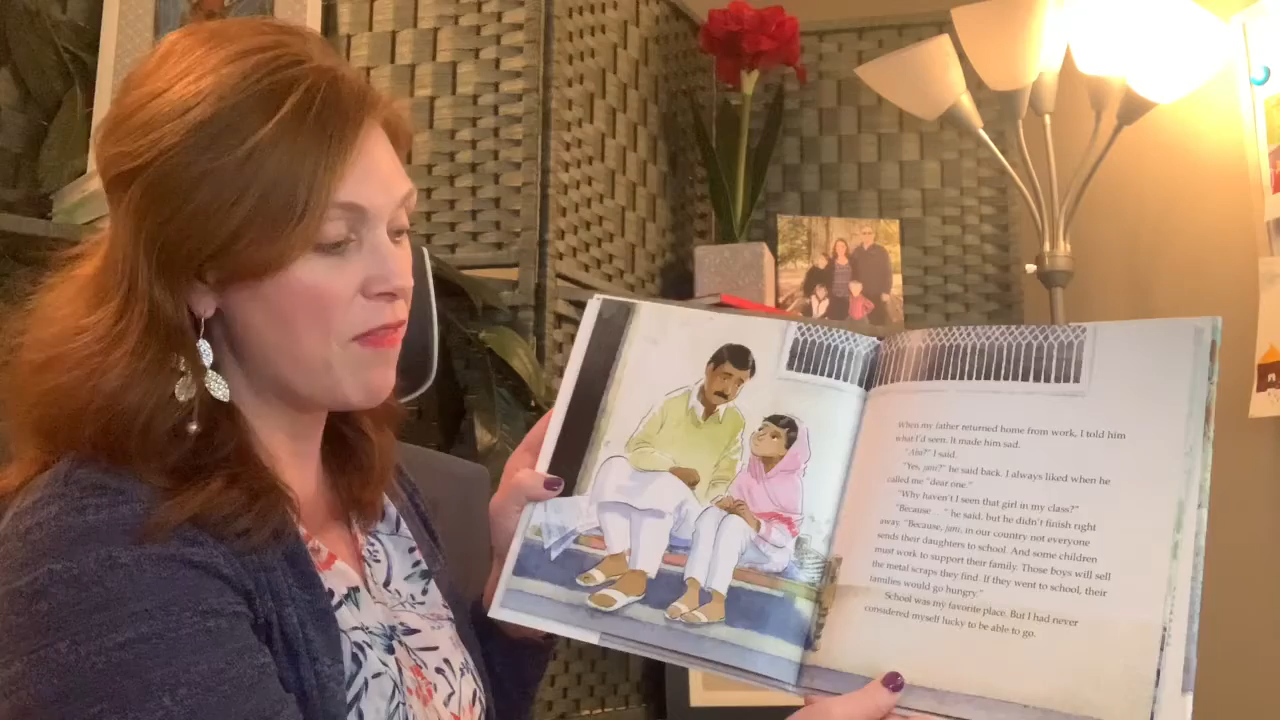 When my father returned home from work, I told him
what I'd seen. It made him sad.
"Aba?" I said.
"Yes, jani?" he said back. I always liked when he
called me "dear one."
"Why haven't I seen that girl in my class?"
"Because . . . " he said, but he didn't finish right
away. "Because, jani, in our country not everyone
sends their daughters to school. And some children
must work to support their family. Those boys will sell
the metal scraps they find. If they went to school, their
families would go hungry."
School was my favorite place. But I had never
considered myself lucky to be able to go.